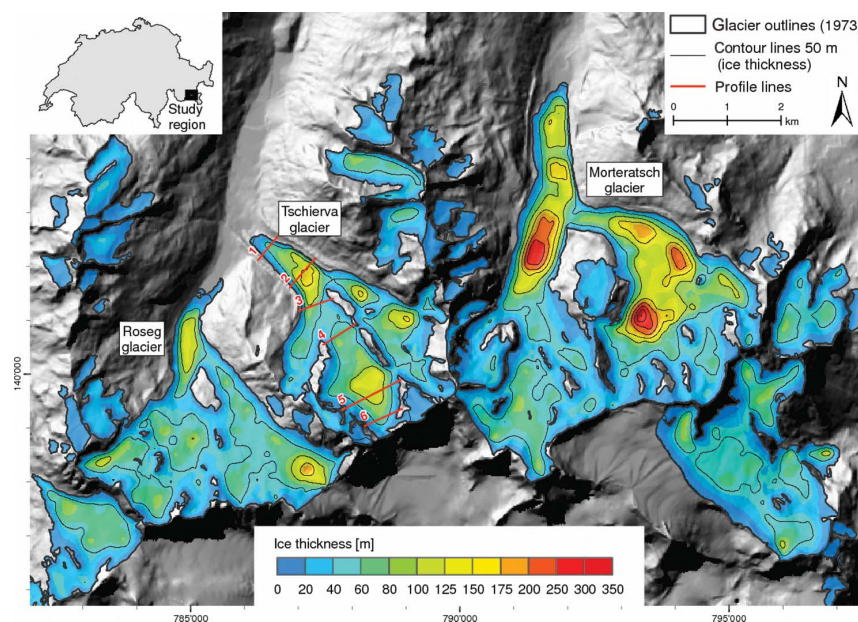 Study
region
Glacier outlines (1973
Contour lines 50 m
(ice thickness)
Profile lines
0 1 2
km
N
Morteratsch
glacier
Tschierva
glacier
1
2
3
Roseg
glacier
4
140'000
5
6
Ice thickness [m]
0 20 40 60 80 100 125 150 175 200 250 300 350
785'000 790'000 795'000